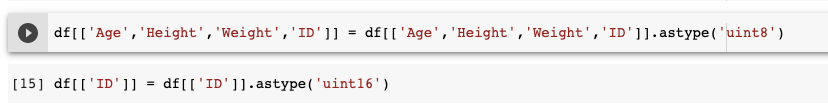 df[['Age','Height','Weight','ID']] = df[['Age','Height','Weight','ID']].astype('uint8')
[15] df[['ID']] = df[['ID']].astype('uint16')